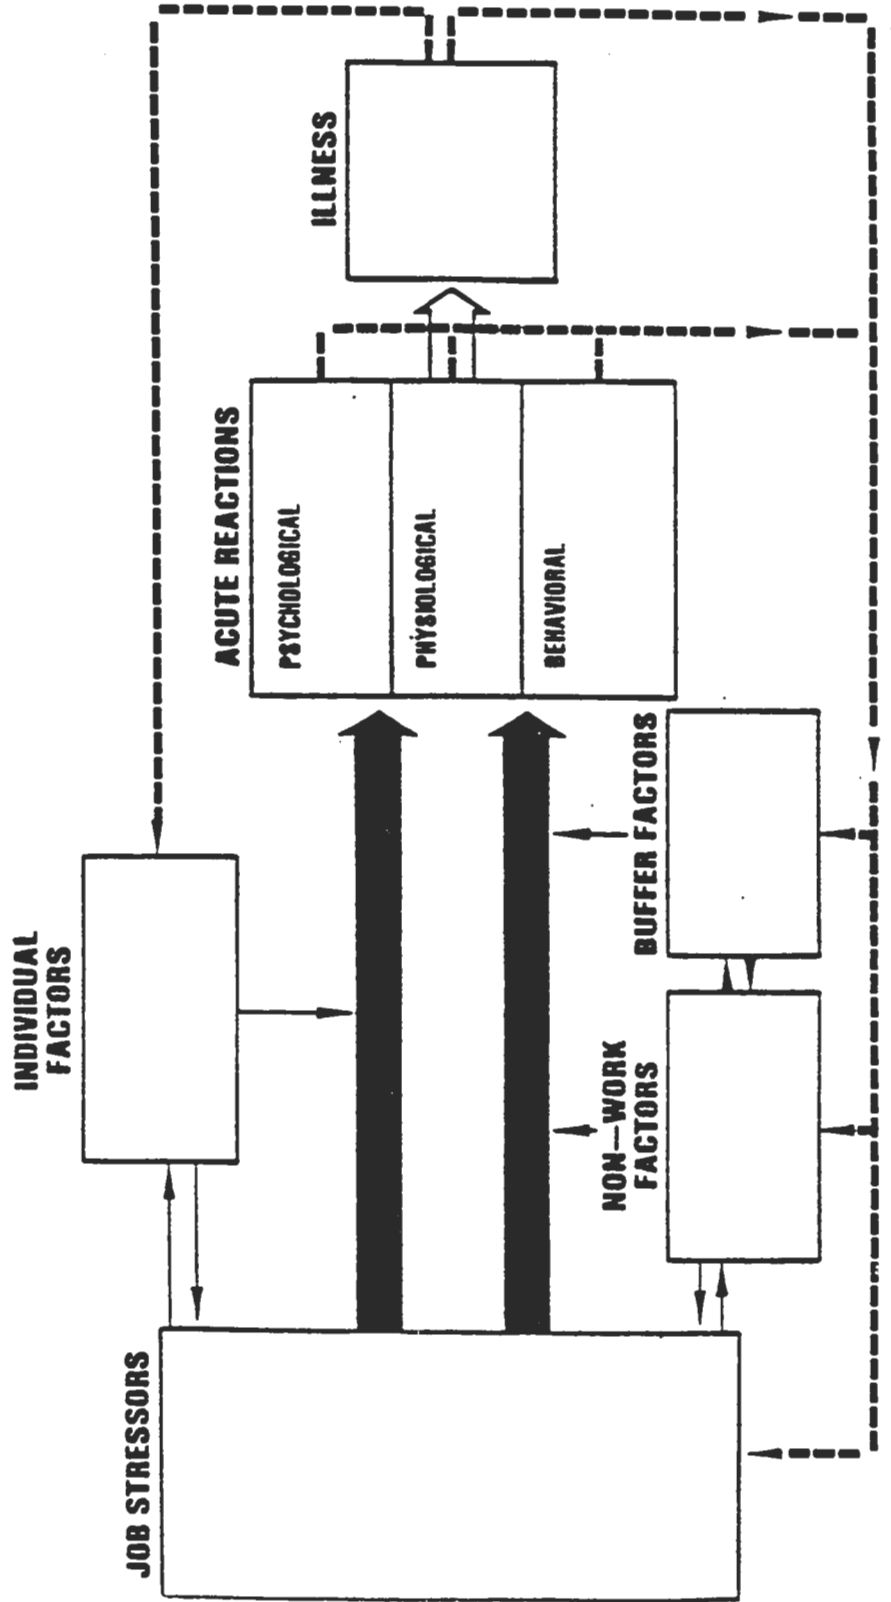 JOB STRESSORS
INDIVIDUAL
FACTORS
NON—WORK
FACTORS
BUFFER FACTORS
ACUTE REACTIONS
PSYCHOLOGICAL
PHYSIOLOGICAL
BEHAVIORAL
ILLNESS